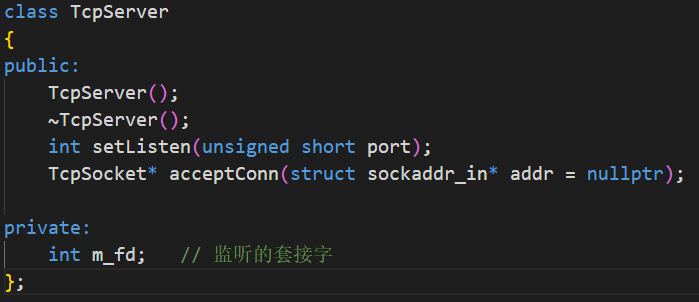 class TcpServer
{
public:
    TcpServer();
    ~TcpServer();
    int setListen(unsigned short port);
    TcpSocket* acceptConn(struct sockaddr_in* addr = nullptr);

private:
    int m_fd;   // 监听的套接字
};